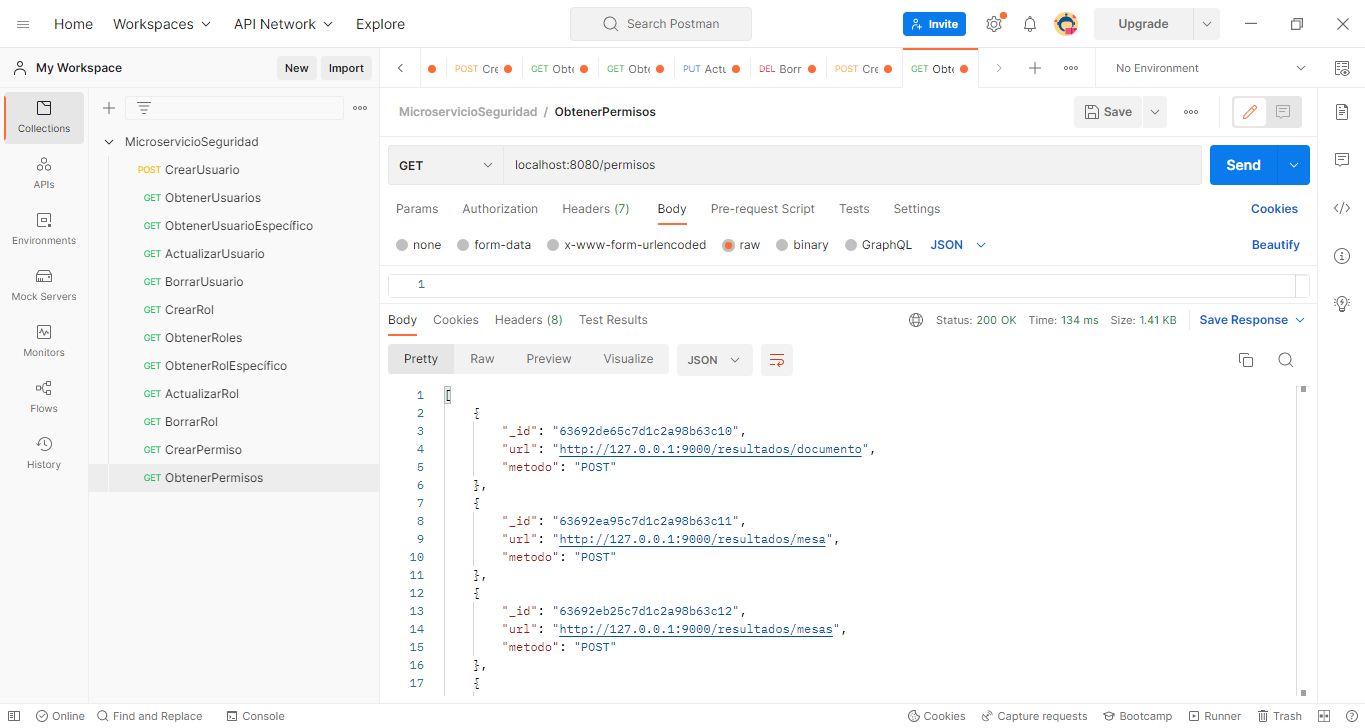 Home Workspaces API Network Explore Search Postman Invite Upgrade
My Workspace New Import POST Cre GET Obte GET Obte PUT Actu DEL Borr POST Cre GET Obte No Environment
Collections
APIs
Environments
Mock Servers
Monitors
Flows
History
MicroservicioSeguridad
POST CrearUsuario
GET ObtenerUsuarios
GET ObtenerUsuarioEspecífico
GET ActualizarUsuario
GET BorrarUsuario
GET CrearRol
GET ObtenerRoles
GET ObtenerRolEspecífico
GET ActualizarRol
GET BorrarRol
GET CrearPermiso
GET ObtenerPermisos
MicroservicioSeguridad / ObtenerPermisos Save
GET localhost:8080/permisos Send
Params Authorization Headers (7) Body Pre-request Script Tests Settings Cookies
none form-data x-www-form-urlencoded raw binary GraphQL JSON Beautify
1
Body Cookies Headers (8) Test Results Status: 200 OK Time: 134 ms Size: 1.41 KB Save Response
Pretty Raw Preview Visualize JSON
1 [
2 {
3 "_id": "63692de65c7d1c2a98b63c10",
4 "url": "http://127.0.0.1:9000/resultados/documento",
5 "metodo": "POST"
6 },
7 {
8 "_id": "63692ea95c7d1c2a98b63c11",
9 "url": "http://127.0.0.1:9000/resultados/mesa",
10 "metodo": "POST"
11 },
12 {
13 "_id": "63692eb25c7d1c2a98b63c12",
14 "url": "http://127.0.0.1:9000/resultados/mesas",
15 "metodo": "POST"
16 },
17 {
Online Find and Replace Console Cookies Capture requests Bootcamp Runner Trash